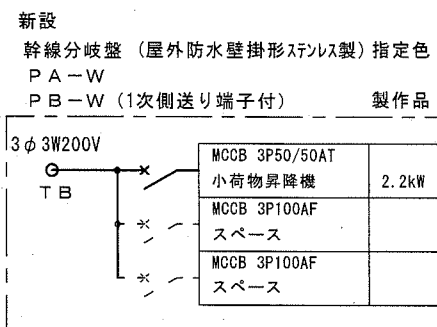 新設
幹線分岐盤 (屋外防水壁掛形ｽﾃﾝﾚｽ製) 指定色
PA-W
PB-W (1次側送り端子付) 製作品
3φ3W200V
TB
MCCB 3P50/50AT
小荷物昇降機 2.2kW
MCCB 3P100AF
スペース
MCCB 3P100AF
スペース